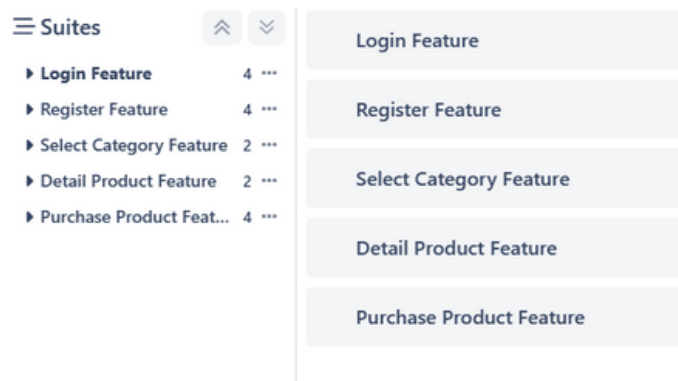 Suites
Login Feature 4 ...
Register Feature 4 ...
Select Category Feature 2 ...
Detail Product Feature 2 ...
Purchase Product Feat... 4 ...
Login Feature
Register Feature
Select Category Feature
Detail Product Feature
Purchase Product Feature